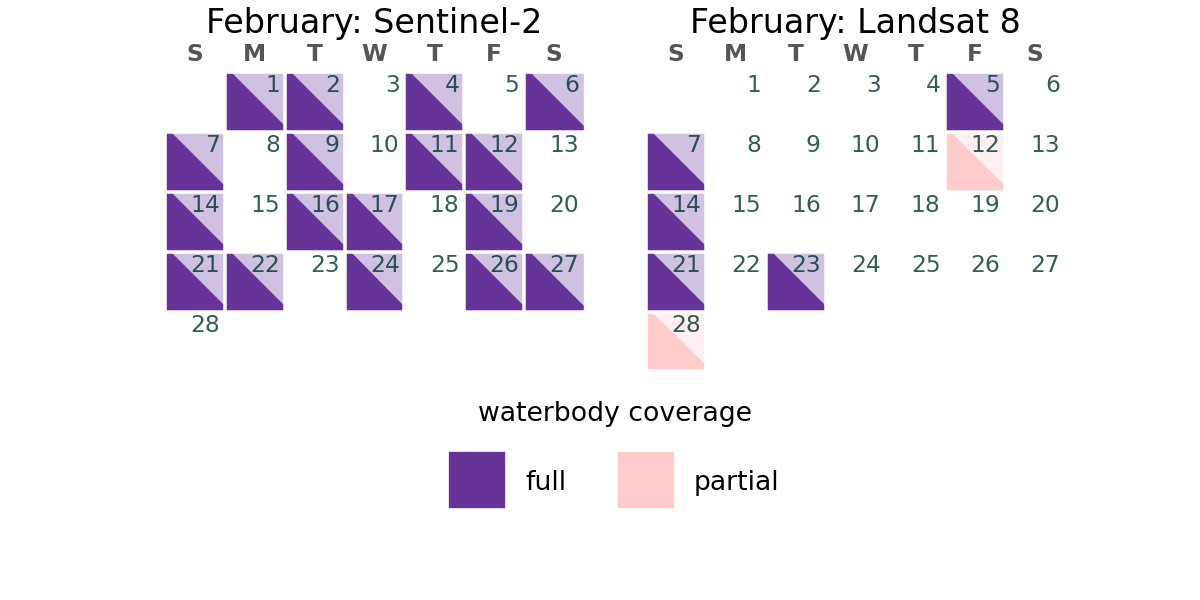 February: Sentinel-2
S M T W T F S
1 2 3 4 5 6
7 8 9 10 11 12 13
14 15 16 17 18 19 20
21 22 23 24 25 26 27
28
February: Landsat 8
S M T W T F S
1 2 3 4 5 6
7 8 9 10 11 12 13
14 15 16 17 18 19 20
21 22 23 24 25 26 27
28
waterbody coverage
full
partial